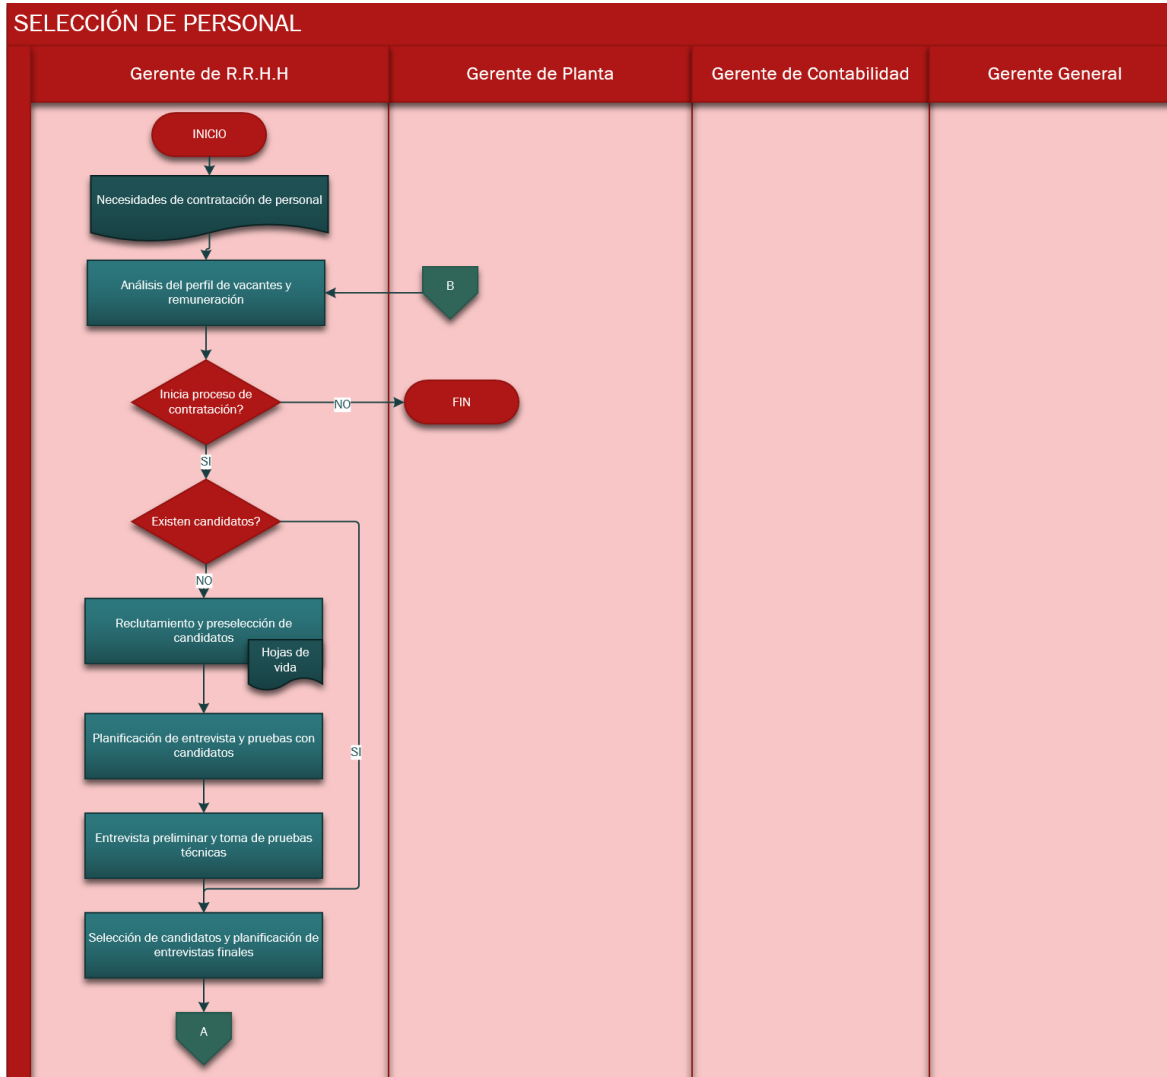 SELECCIÓN DE PERSONAL
Gerente de R.R.H.H
Gerente de Planta
Gerente de Contabilidad
Gerente General
INICIO
Necesidades de contratación de personal
Análisis del perfil de vacantes y
remuneración
B
Inicia proceso de
contratación?
NO
FIN
SI
Existen candidatos?
NO
Reclutamiento y preselección de
candidatos
Hojas de
vida
Planificación de entrevista y pruebas con
candidatos
SI
Entrevista preliminar y toma de pruebas
técnicas
Selección de candidatos y planificación de
entrevistas finales
A